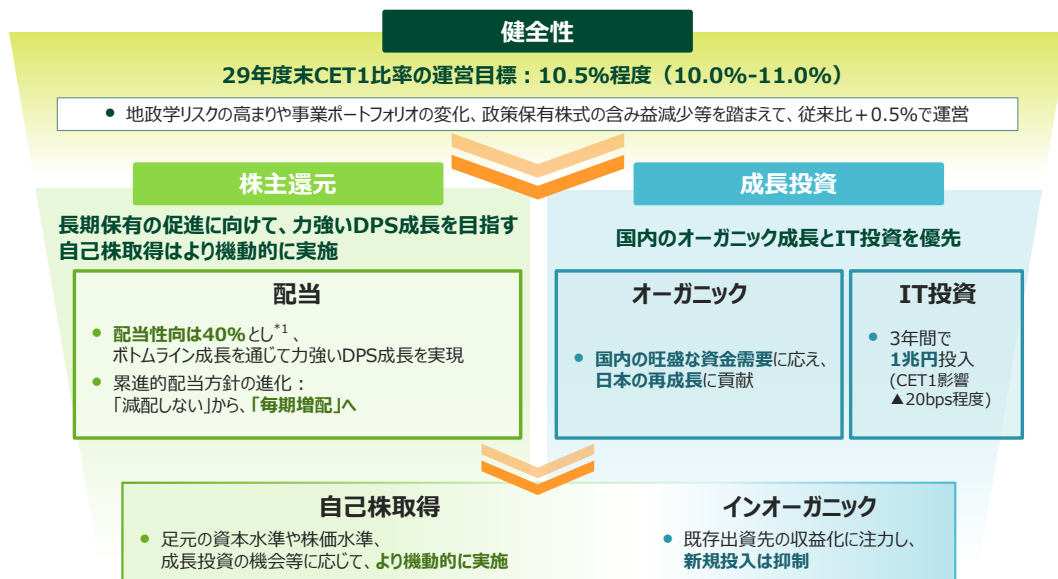 健全性
29年度末CET1比率の運営目標：10.5%程度（10.0%-11.0%）
● 地政学リスクの高まりや事業ポートフォリオの変化、政策保有株式の含み益減少等を踏まえて、従来比＋0.5%で運営
株主還元
長期保有の促進に向けて、力強いDPS成長を目指す
自己株取得はより機動的に実施
配当
● 配当性向は40%とし*1、
ボトムライン成長を通じて力強いDPS成長を実現
● 累進的配当方針の進化：
「減配しない」から、「毎期増配」へ
成長投資
国内のオーガニック成長とIT投資を優先
オーガニック
● 国内の旺盛な資金需要に応え、
日本の再成長に貢献
IT投資
● 3年間で
1兆円投入
(CET1影響
▲20bps程度)
自己株取得
● 足元の資本水準や株価水準、
成長投資の機会等に応じて、より機動的に実施
インオーガニック
● 既存出資先の収益化に注力し、
新規投入は抑制